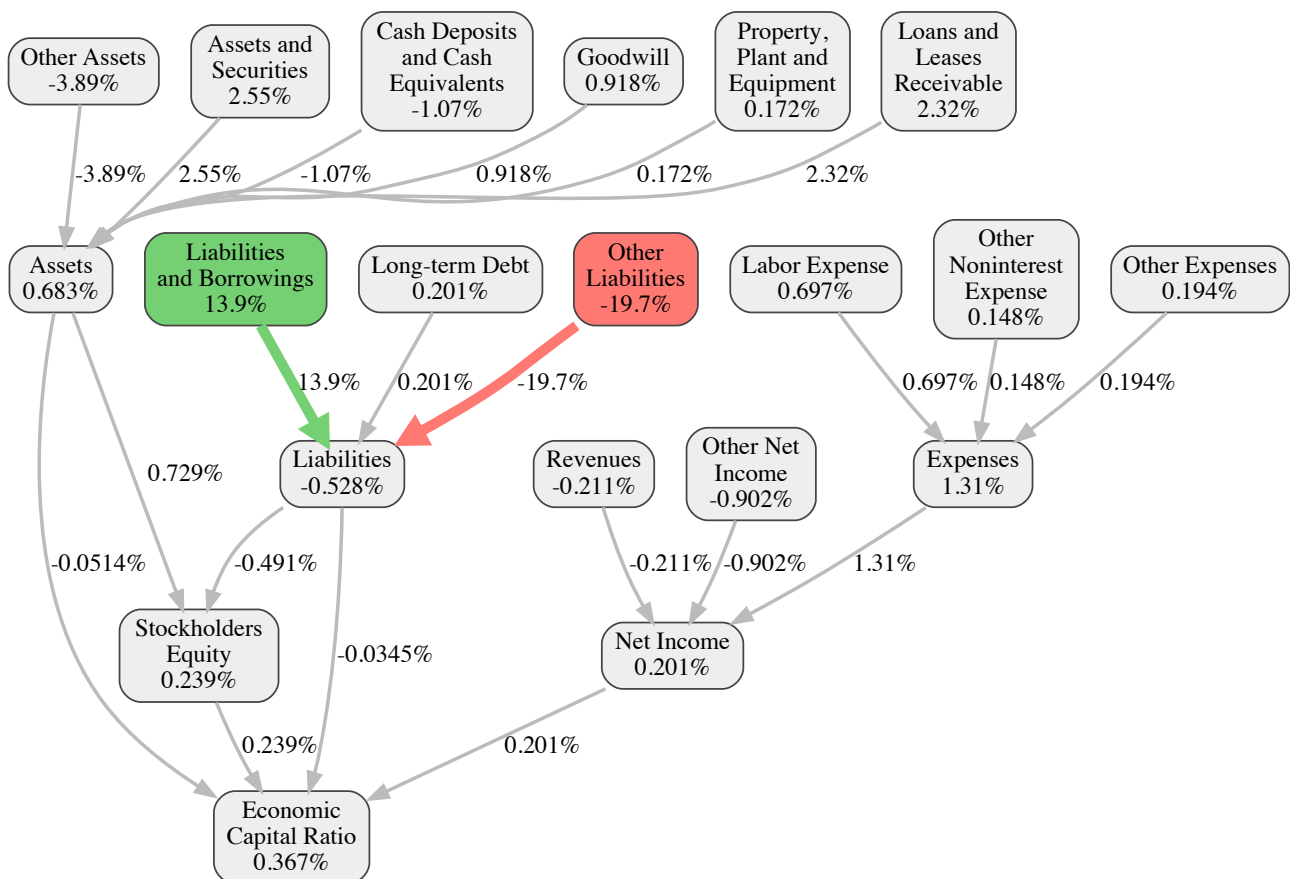 Other Assets
-3.89%
Assets and
Securities
2.55%
Cash Deposits
and Cash
Equivalents
-1.07%
Goodwill
0.918%
Property,
Plant and
Equipment
0.172%
Loans and
Leases
Receivable
2.32%
-3.89%
2.55%
-1.07%
0.918%
0.172%
2.32%
Assets
0.683%
Liabilities
and Borrowings
13.9%
Long-term Debt
0.201%
Other
Liabilities
-19.7%
Labor Expense
0.697%
Other
Noninterest
Expense
0.148%
Other Expenses
0.194%
13.9%
0.201%
-19.7%
0.697%
0.148%
0.194%
0.729%
Liabilities
-0.528%
Revenues
-0.211%
Other Net
Income
-0.902%
Expenses
1.31%
-0.0514%
-0.491%
-0.211%
-0.902%
1.31%
Stockholders
Equity
0.239%
-0.0345%
Net Income
0.201%
0.239%
0.201%
Economic
Capital Ratio
0.367%